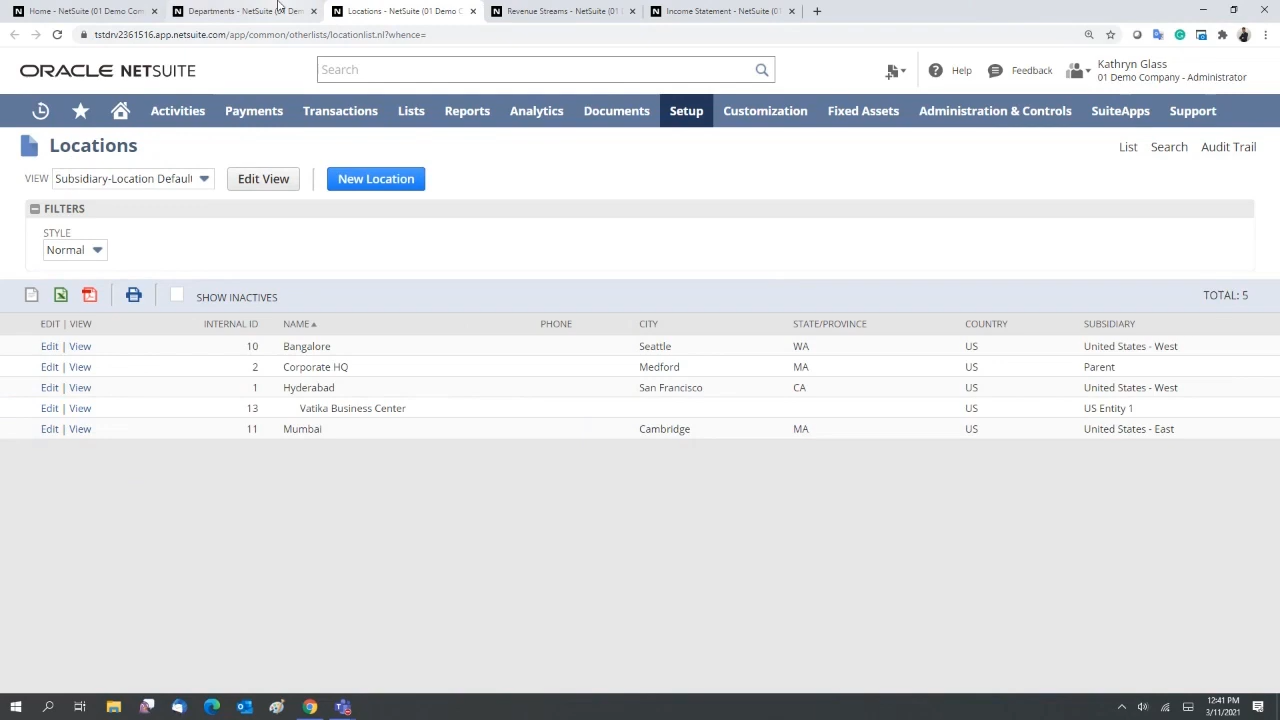 Home - NetSuite (01 Demo Com
Departments - NetSuite (01 Dem
Locations - NetSuite (01 Demo C
Revenue Streams - NetSuite (01
Income Statement - NetSuite (01
tstdrv2361516.app.netsuite.com/app/common/otherlists/locationlist.nl?whence=
ORACLE NETSUITE
Search
Help
Feedback
Kathryn Glass
01 Demo Company - Administrator
Activities Payments Transactions Lists Reports Analytics Documents Setup Customization Fixed Assets Administration & Controls SuiteApps Support
Locations
List Search Audit Trail
VIEW Subsidiary-Location Default Edit View New Location
FILTERS
STYLE
Normal
SHOW INACTIVES
TOTAL: 5
EDIT | VIEW INTERNAL ID NAME PHONE CITY STATE/PROVINCE COUNTRY SUBSIDIARY
Edit | View 10 Bangalore Seattle WA US United States - West
Edit | View 2 Corporate HQ Medford MA US Parent
Edit | View 1 Hyderabad San Francisco CA US United States - West
Edit | View 13 Vatika Business Center US US Entity 1
Edit | View 11 Mumbai Cambridge MA US United States - East
12:41 PM
3/11/2021